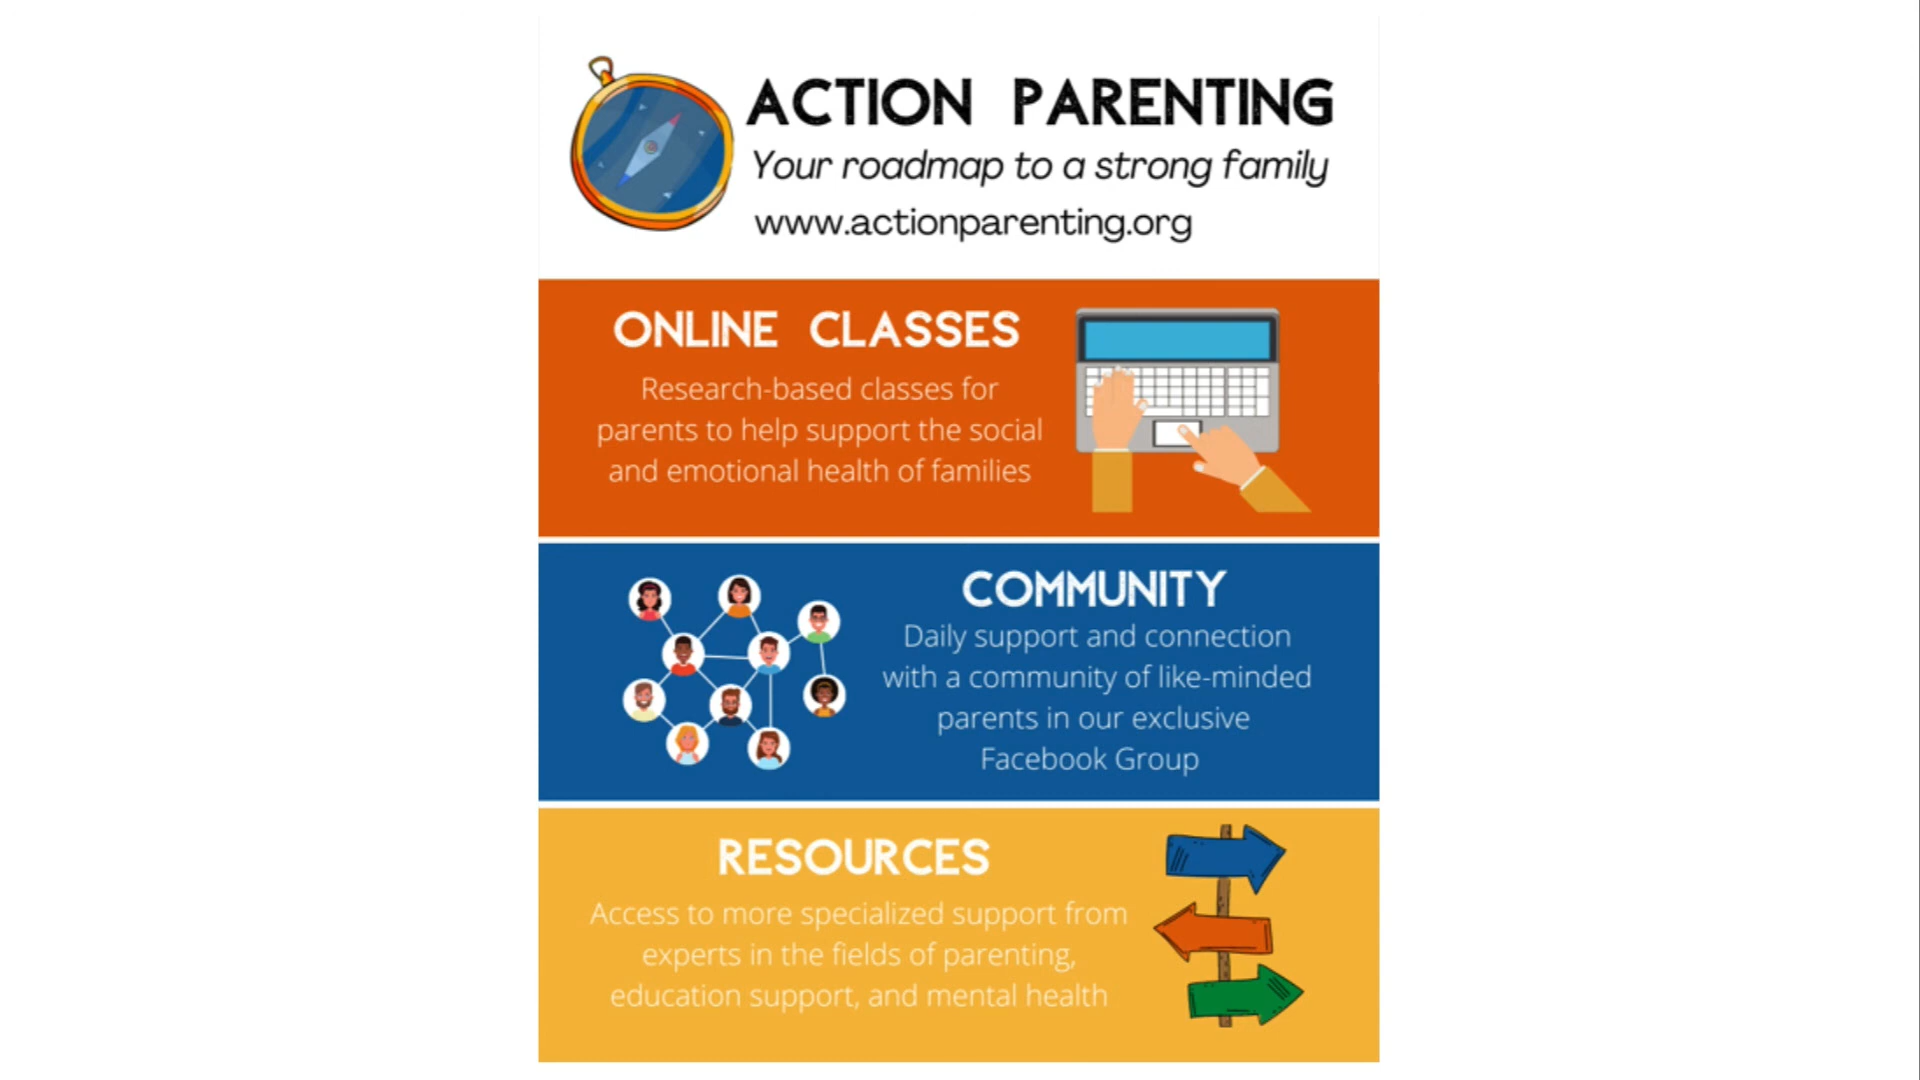 ACTION PARENTING
Your roadmap to a strong family
www.actionparenting.org
ONLINE CLASSES
Research-based classes for
parents to help support the social
and emotional health of families
COMMUNITY
Daily support and connection
with a community of like-minded
parents in our exclusive
Facebook Group
RESOURCES
Access to more specialized support from
experts in the fields of parenting,
education support, and mental health